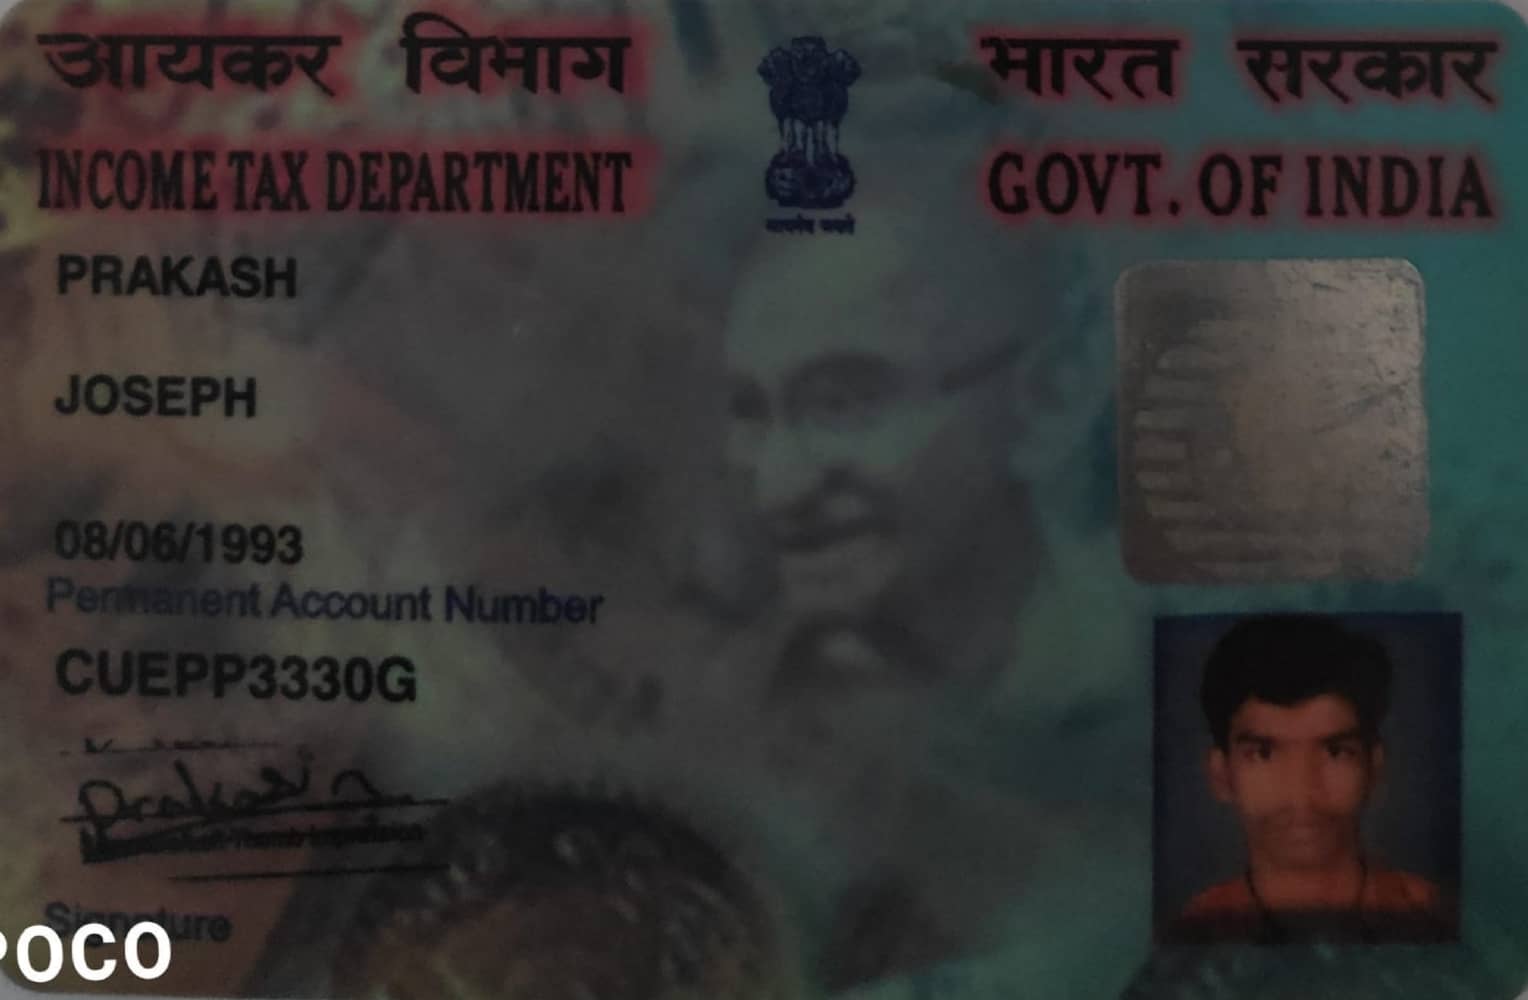 आयकर विभाग
INCOME TAX DEPARTMENT
भारत सरकार
GOVT. OF INDIA
सत्यमेव जयते
PRAKASH
JOSEPH
08/06/1993
Permanent Account Number
CUEPP3330G
Prakash
Signature
POCO